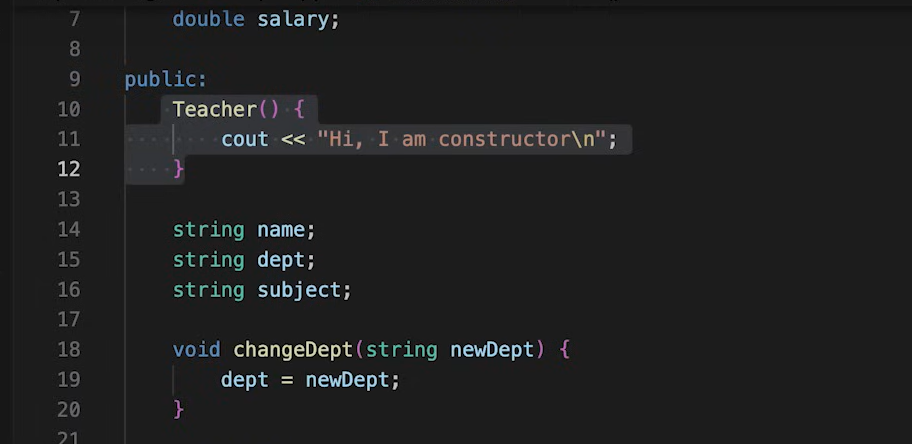 7 double salary;
8
9 public:
10 Teacher() {
11 cout << "Hi, I am constructor\n";
12 }
13
14 string name;
15 string dept;
16 string subject;
17
18 void changeDept(string newDept) {
19 dept = newDept;
20 }
21